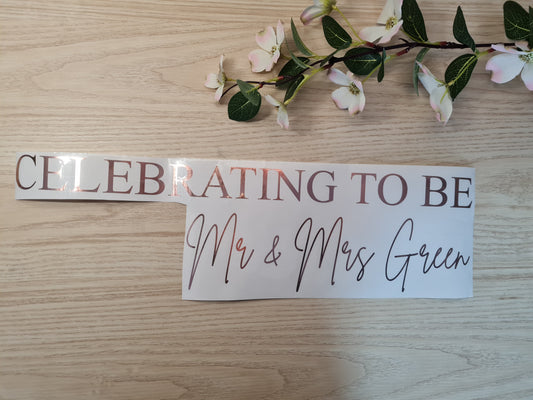 CELEBRATING TO BE
Mr & Mrs Green